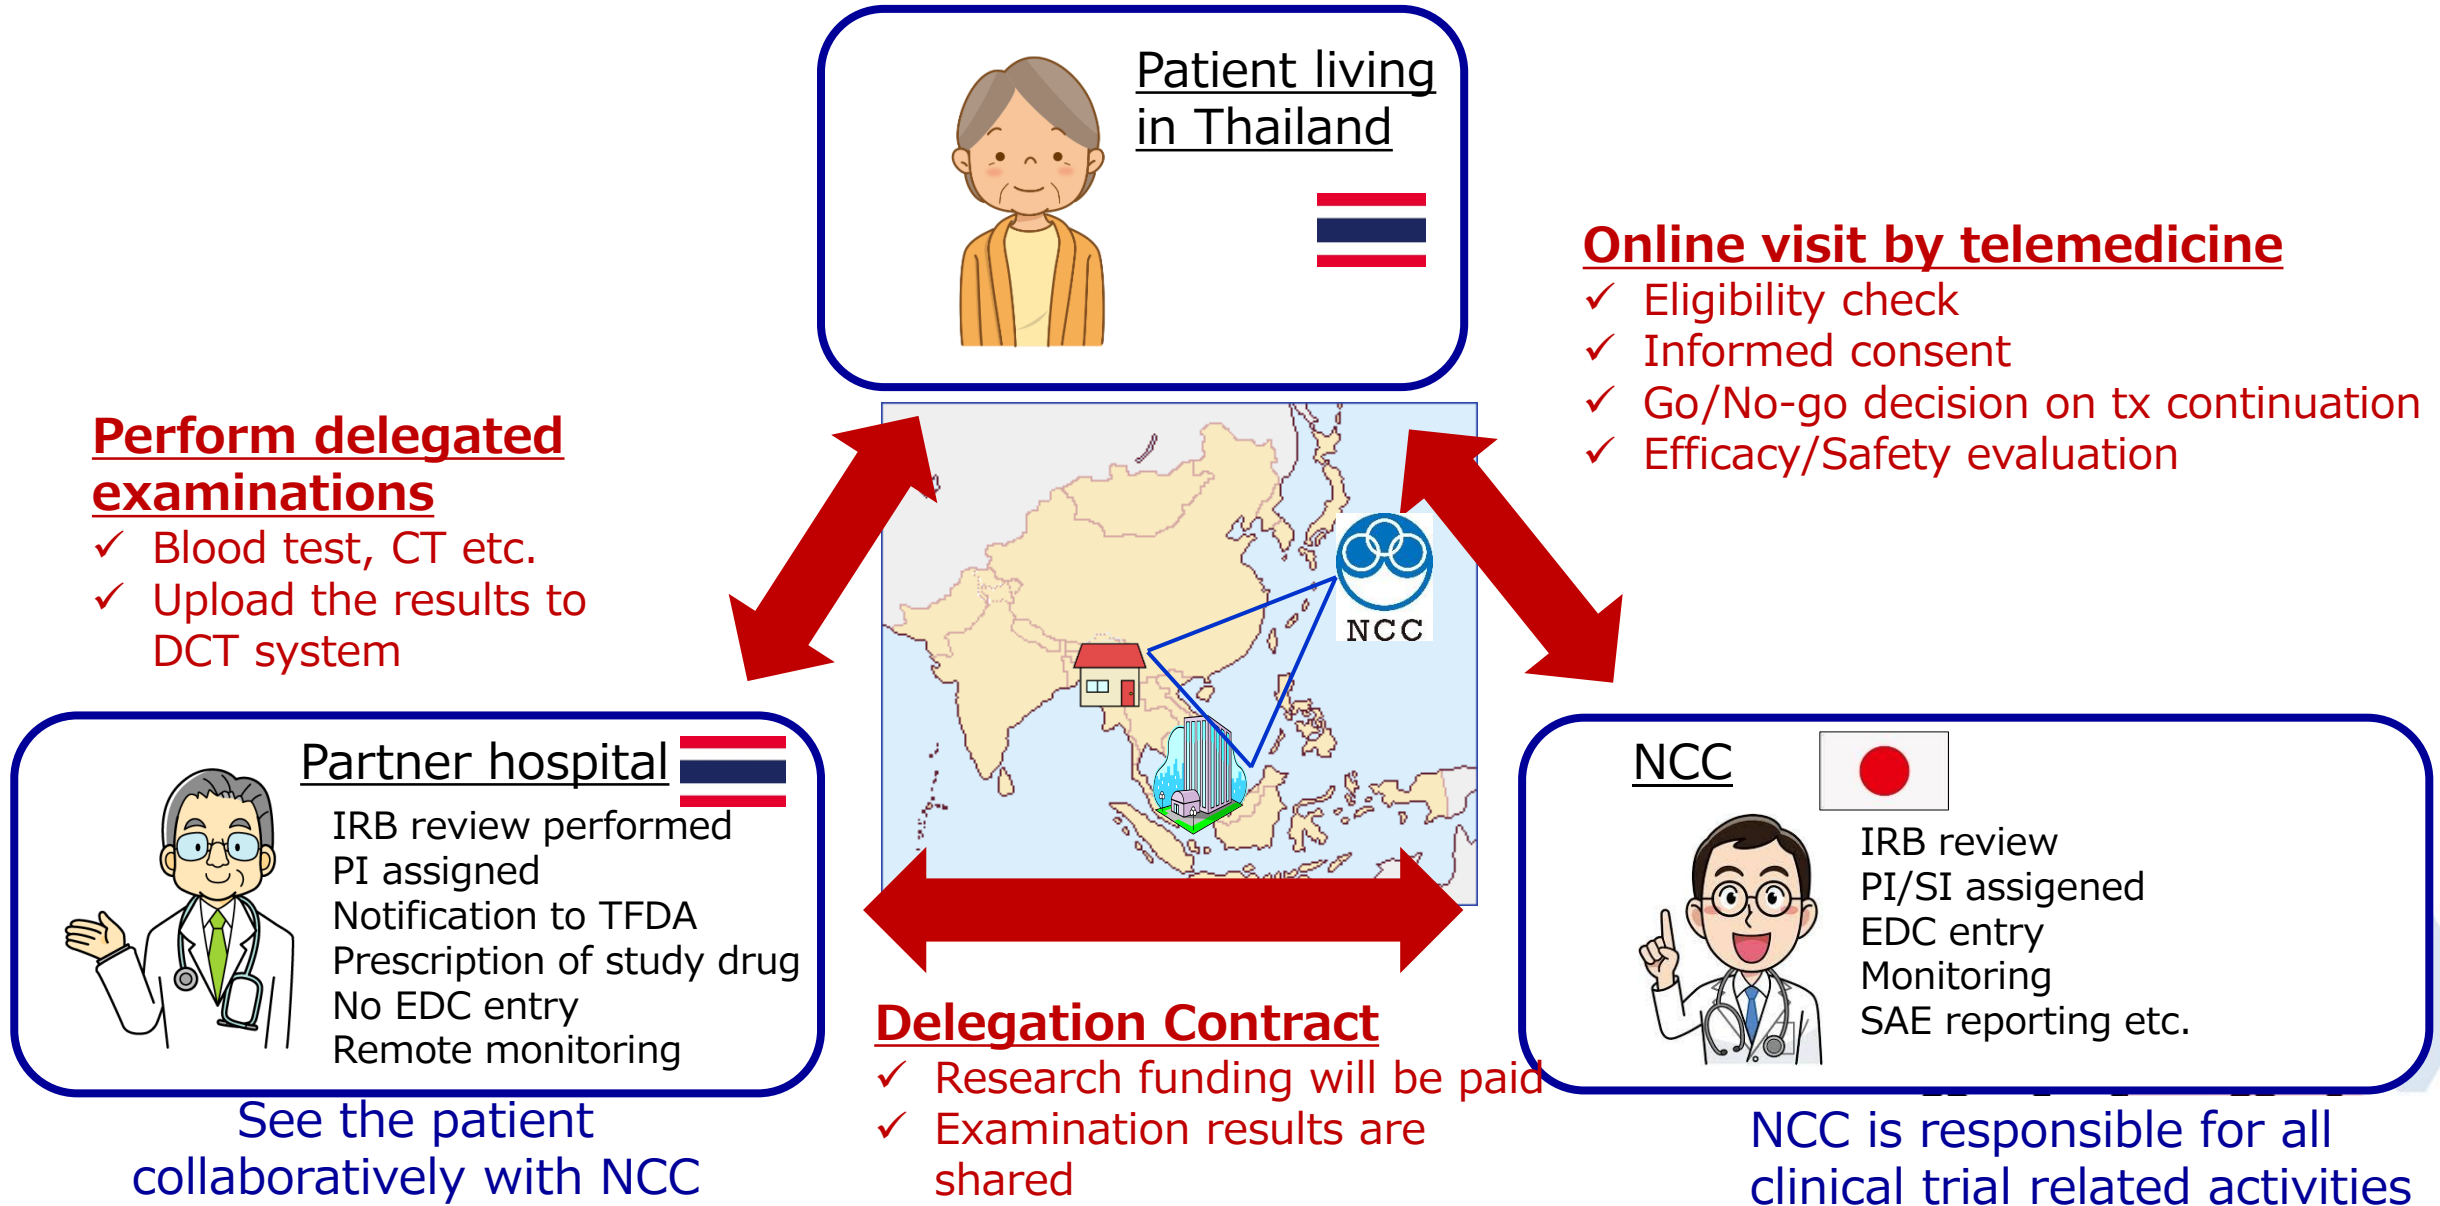 Patient living
in Thailand
Online visit by telemedicine
✓ Eligibility check
✓ Informed consent
✓ Go/No-go decision on tx continuation
✓ Efficacy/Safety evaluation
Perform delegated
examinations
✓ Blood test, CT etc.
✓ Upload the results to
DCT system
NCC
Partner hospital
IRB review performed
PI assigned
Notification to TFDA
Prescription of study drug
No EDC entry
Remote monitoring
See the patient
collaboratively with NCC
Delegation Contract
✓ Research funding will be paid
✓ Examination results are
shared
NCC
IRB review
PI/SI assigened
EDC entry
Monitoring
SAE reporting etc.
NCC is responsible for all
clinical trial related activities